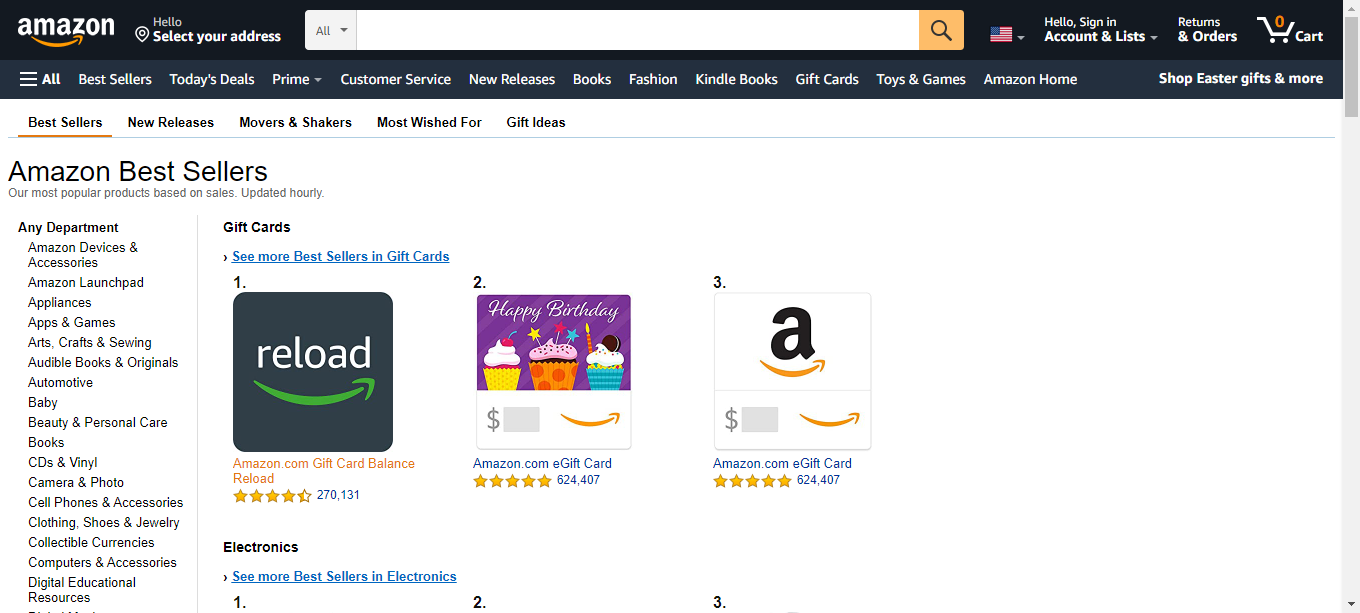 amazon
Hello
Select your address
All
Hello, Sign in
Account & Lists
Returns
& Orders
0
Cart
All
Best Sellers
Today's Deals
Prime
Customer Service
New Releases
Books
Fashion
Kindle Books
Gift Cards
Toys & Games
Amazon Home
Shop Easter gifts & more
Best Sellers
New Releases
Movers & Shakers
Most Wished For
Gift Ideas
Amazon Best Sellers
Our most popular products based on sales. Updated hourly.
Any Department
Amazon Devices &
Accessories
Amazon Launchpad
Appliances
Apps & Games
Arts, Crafts & Sewing
Audible Books & Originals
Automotive
Baby
Beauty & Personal Care
Books
CDs & Vinyl
Camera & Photo
Cell Phones & Accessories
Clothing, Shoes & Jewelry
Collectible Currencies
Computers & Accessories
Digital Educational
Resources
Gift Cards
› See more Best Sellers in Gift Cards
1.
reload
Amazon.com Gift Card Balance
Reload
270,131
2.
Happy Birthday
$
Amazon.com eGift Card
624,407
3.
a
$
Amazon.com eGift Card
624,407
Electronics
› See more Best Sellers in Electronics
1.
2.
3.